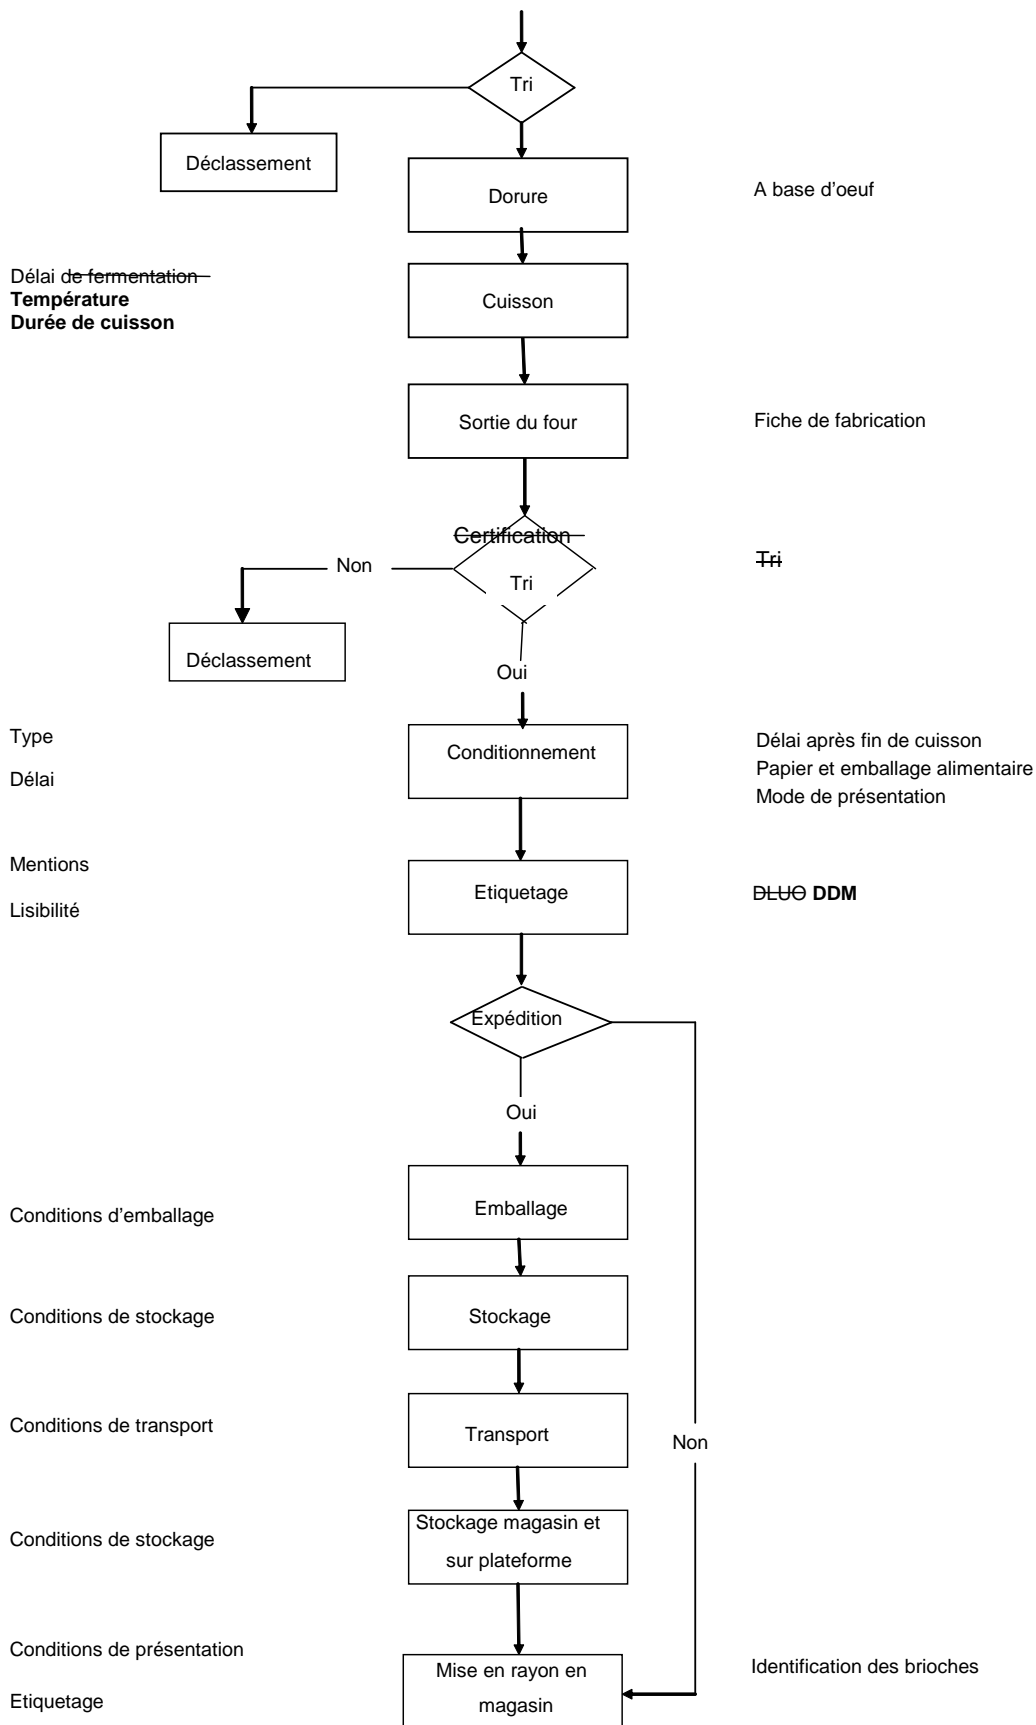 Tri
Déclassement
Dorure
A base d'oeuf
Délai de fermentation
Température
Durée de cuisson
Cuisson
Sortie du four
Fiche de fabrication
Certification
Tri
Non
Tri
Déclassement
Oui
Type
Délai
Conditionnement
Délai après fin de cuisson
Papier et emballage alimentaire
Mode de présentation
Mentions
Lisibilité
Etiquetage
DLUO DDM
Expédition
Oui
Conditions d'emballage
Emballage
Conditions de stockage
Stockage
Conditions de transport
Transport
Non
Conditions de stockage
Stockage magasin et
sur plateforme
Conditions de présentation
Etiquetage
Mise en rayon en
magasin
Identification des brioches